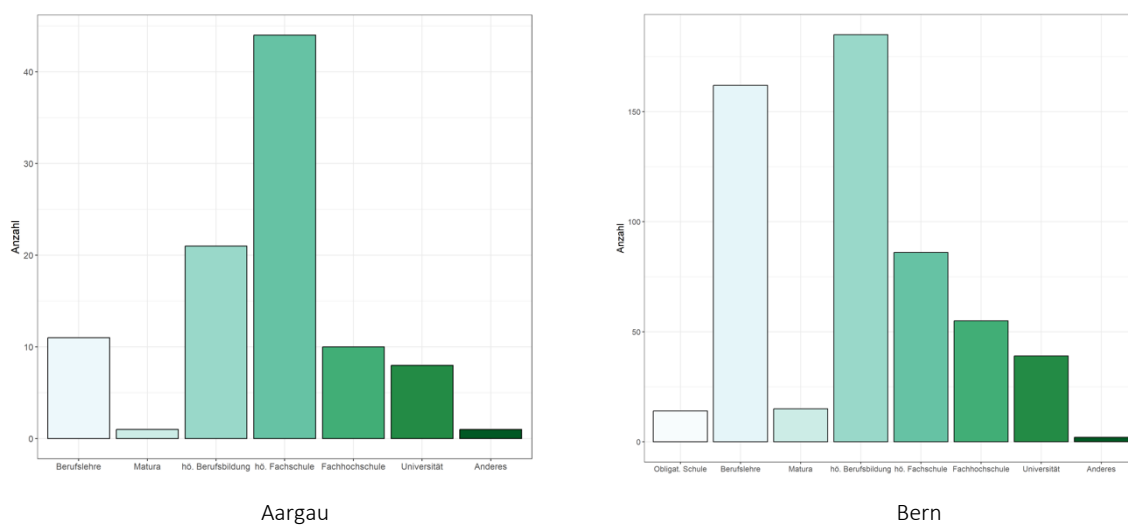 Anzahl
40
30
20
10
0
Berufslehre Matura hö. Berufsbildung hö. Fachschule Fachhochschule Universität Anderes
Aargau
Anzahl
150
100
50
0
Obligat. Schule Berufslehre Matura hö. Berufsbildung hö. Fachschule Fachhochschule Universität Anderes
Bern